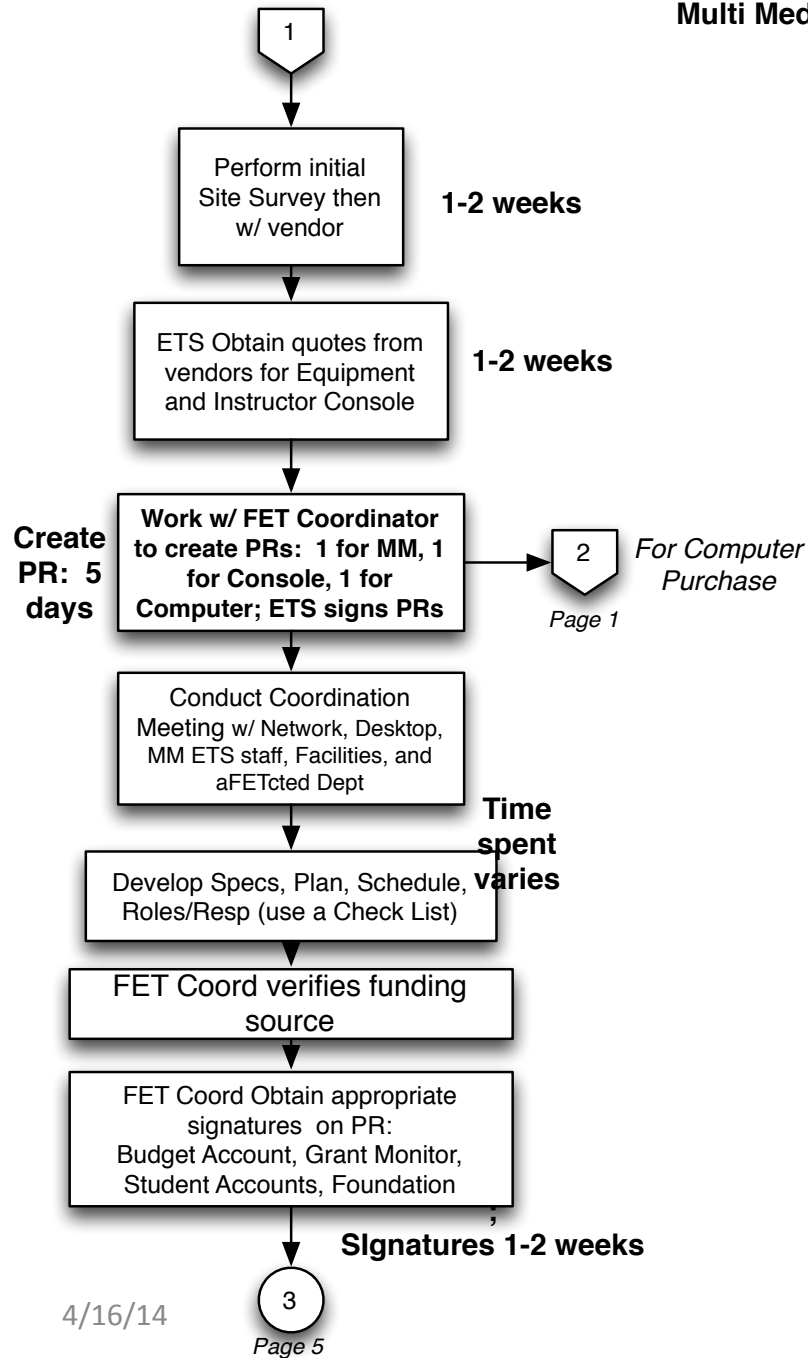 Multi Med
1
Perform initial
Site Survey then
w/ vendor
1-2 weeks
ETS Obtain quotes from
vendors for Equipment
and Instructor Console
1-2 weeks
Create
PR: 5
days
Work w/ FET Coordinator
to create PRs: 1 for MM, 1
for Console, 1 for
Computer; ETS signs PRs
2
Page 1
For Computer
Purchase
Conduct Coordination
Meeting w/ Network, Desktop,
MM ETS staff, Facilities, and
aFETcted Dept
Time
spent
varies
Develop Specs, Plan, Schedule,
Roles/Resp (use a Check List)
FET Coord verifies funding
source
FET Coord Obtain appropriate
signatures on PR:
Budget Account, Grant Monitor,
Student Accounts, Foundation
;
SIgnatures 1-2 weeks
3
Page 5
4/16/14